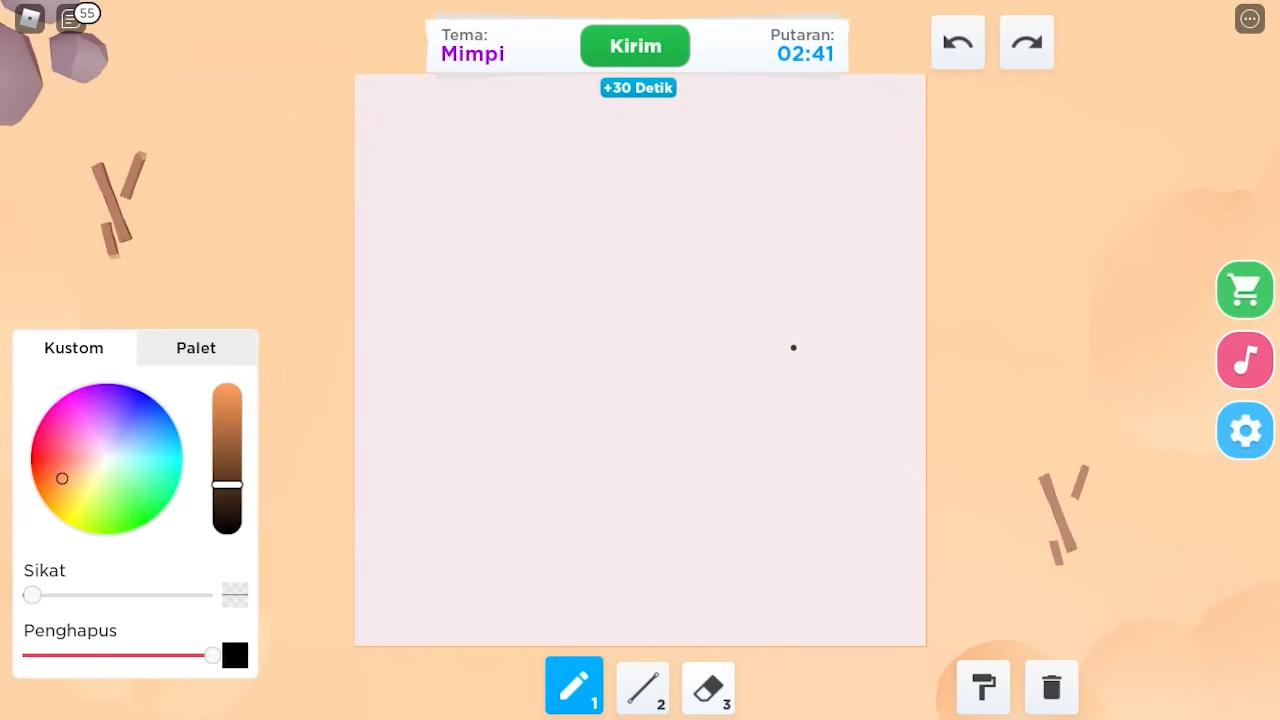 55
Tema:
Mimpi
Kirim
Putaran:
02:41
+30 Detik
Kustom
Palet
Sikat
Penghapus
1
2
3